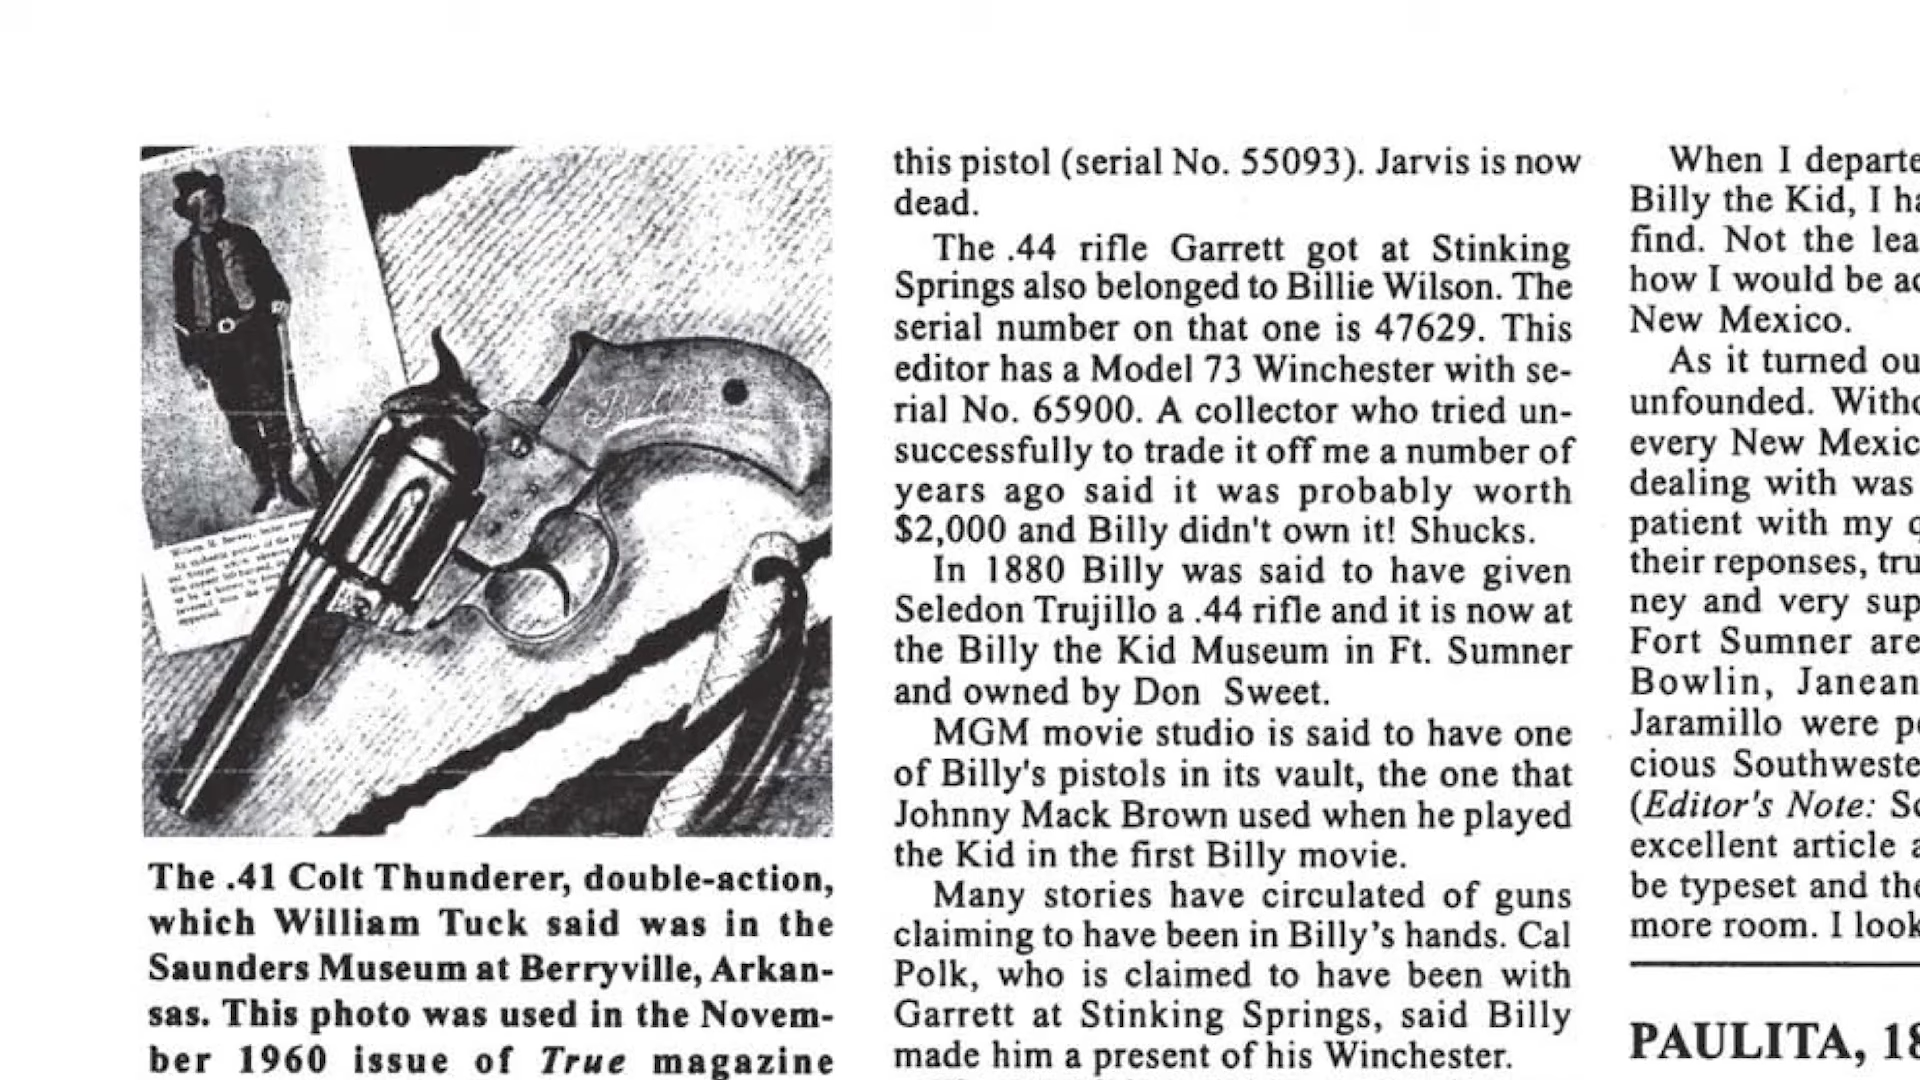 Billy
The .41 Colt Thunderer, double-action,
which William Tuck said was in the
Saunders Museum at Berryville, Arkan-
sas. This photo was used in the Novem-
ber 1960 issue of True magazine
this pistol (serial No. 55093). Jarvis is now
dead.
The .44 rifle Garrett got at Stinking
Springs also belonged to Billie Wilson. The
serial number on that one is 47629. This
editor has a Model 73 Winchester with se-
rial No. 65900. A collector who tried un-
successfully to trade it off me a number of
years ago said it was probably worth
$2,000 and Billy didn't own it! Shucks.
In 1880 Billy was said to have given
Seledon Trujillo a .44 rifle and it is now at
the Billy the Kid Museum in Ft. Sumner
and owned by Don Sweet.
MGM movie studio is said to have one
of Billy's pistols in its vault, the one that
Johnny Mack Brown used when he played
the Kid in the first Billy movie.
Many stories have circulated of guns
claiming to have been in Billy’s hands. Cal
Polk, who is claimed to have been with
Garrett at Stinking Springs, said Billy
made him a present of his Winchester.
When I departe
Billy the Kid, I ha
find. Not the lea
how I would be ac
New Mexico.
As it turned ou
unfounded. Witho
every New Mexic
dealing with was
patient with my q
their reponses, tru
ney and very sup
Fort Sumner are
Bowlin, Janean
Jaramillo were pe
cious Southweste
(Editor's Note: So
excellent article a
be typeset and the
more room. I look
PAULITA, 18